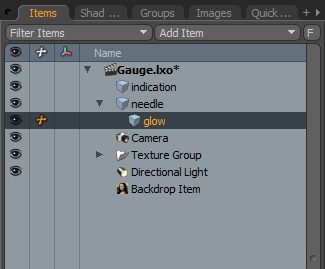 Items Shad ... Groups Images Quick ...
Filter Items Add Item F
Name
Gauge.lxo*
indication
needle
glow
Camera
Texture Group
Directional Light
Backdrop Item